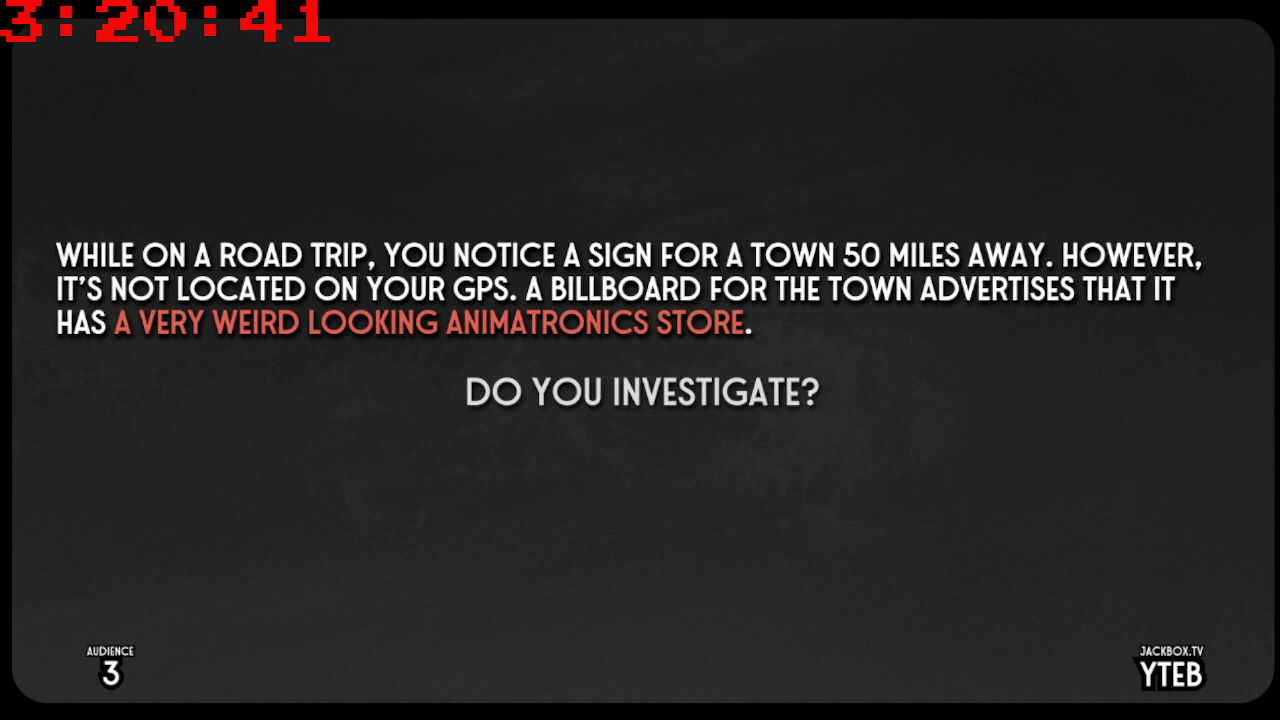 3:20:41
WHILE ON A ROAD TRIP, YOU NOTICE A SIGN FOR A TOWN 50 MILES AWAY. HOWEVER,
IT'S NOT LOCATED ON YOUR GPS. A BILLBOARD FOR THE TOWN ADVERTISES THAT IT
HAS A VERY WEIRD LOOKING ANIMATRONICS STORE.
DO YOU INVESTIGATE?
AUDIENCE
3
JACKBOX.TV
YTEB